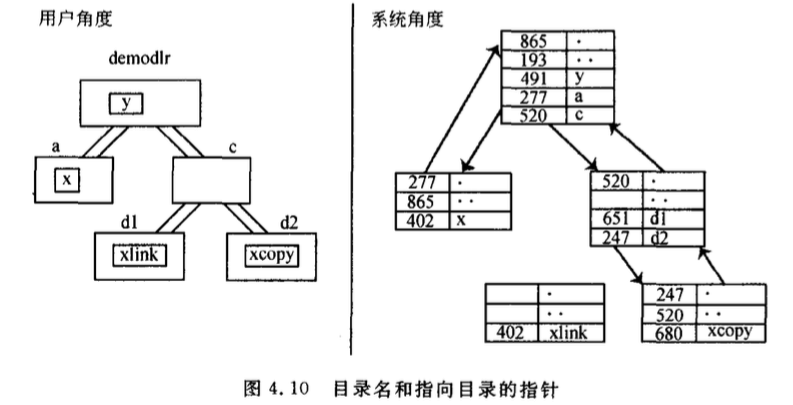 用户角度
demodlr
y
a
c
x
d1
d2
xlink
xcopy
系统角度
865 .
193 ..
491 y
277 a
520 c
277 .
865 ..
402 x
520 .
..
651 d1
247 d2
.
..
402 xlink
247 .
520 ..
680 xcopy
图 4.10 目录名和指向目录的指针